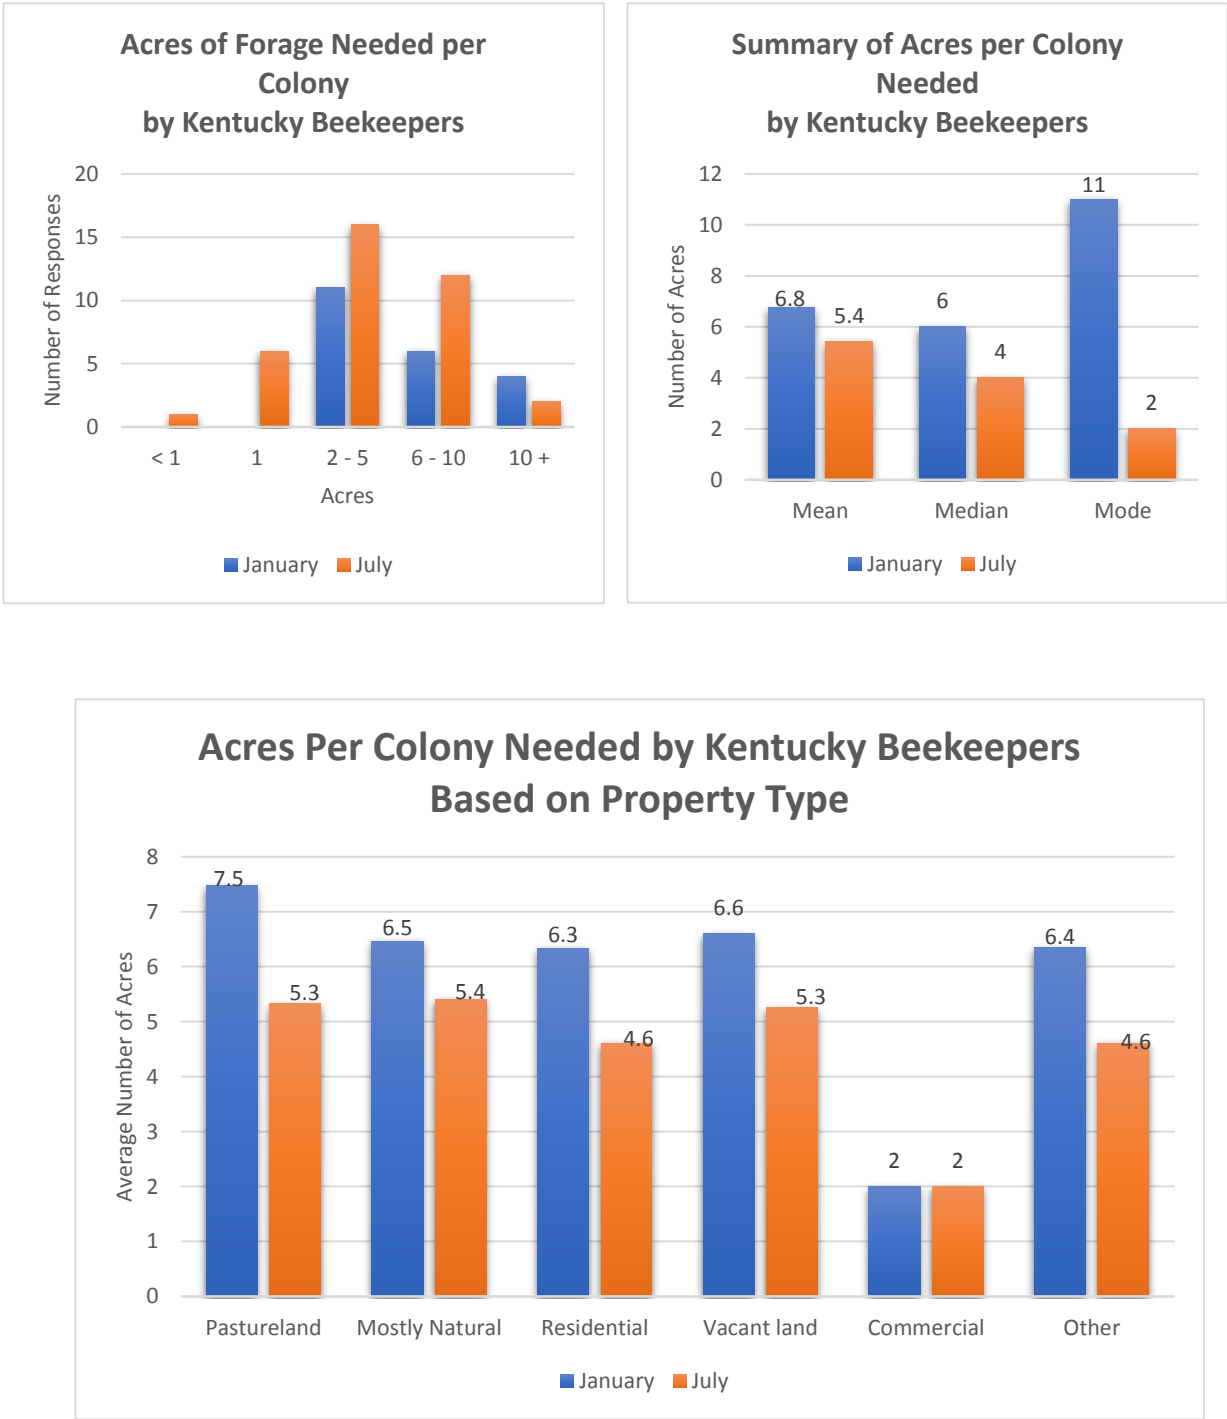 Acres of Forage Needed per
Colony
by Kentucky Beekeepers
20
15
10
5
0
Number of Responses
< 1 1 2 - 5 6 - 10 10 +
Acres
January July
Summary of Acres per Colony
Needed
by Kentucky Beekeepers
12
10
8
6
4
2
0
Number of Acres
6.8 5.4 6 4 11 2
Mean Median Mode
January July
Acres Per Colony Needed by Kentucky Beekeepers
Based on Property Type
8
7
6
5
4
3
2
1
0
Average Number of Acres
7.5 5.3 6.5 5.4 6.3 4.6 6.6 5.3 2 2 6.4 4.6
Pastureland Mostly Natural Residential Vacant land Commercial Other
January July